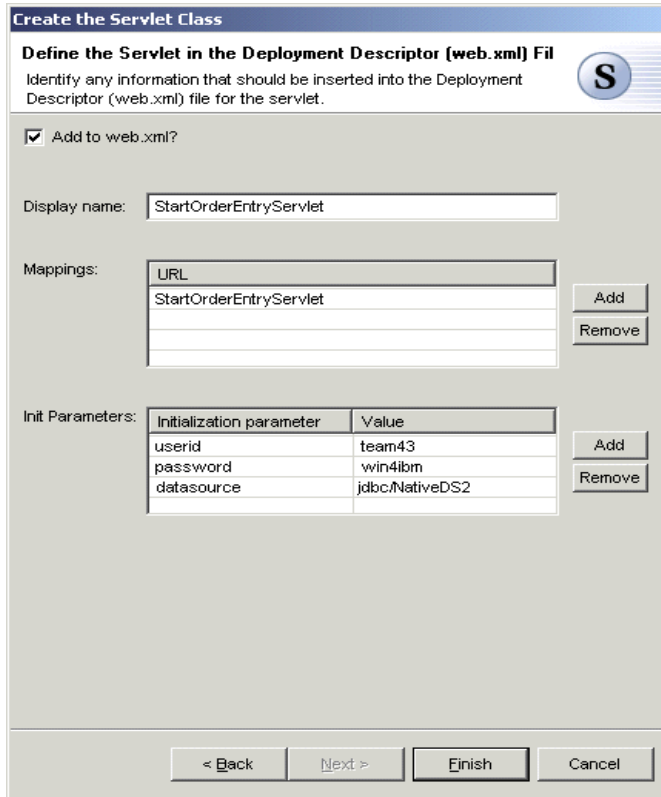 Create the Servlet Class
Define the Servlet in the Deployment Descriptor (web.xml) Fil
Identify any information that should be inserted into the Deployment
Descriptor (web.xml) file for the servlet.
S
Add to web.xml?
Display name: StartOrderEntryServlet
Mappings: URL
StartOrderEntryServlet
Add
Remove
Init Parameters: Initialization parameter Value
userid team43
password win4ibm
datasource jdbc/NativeDS2
Add
Remove
< Back Next > Finish Cancel